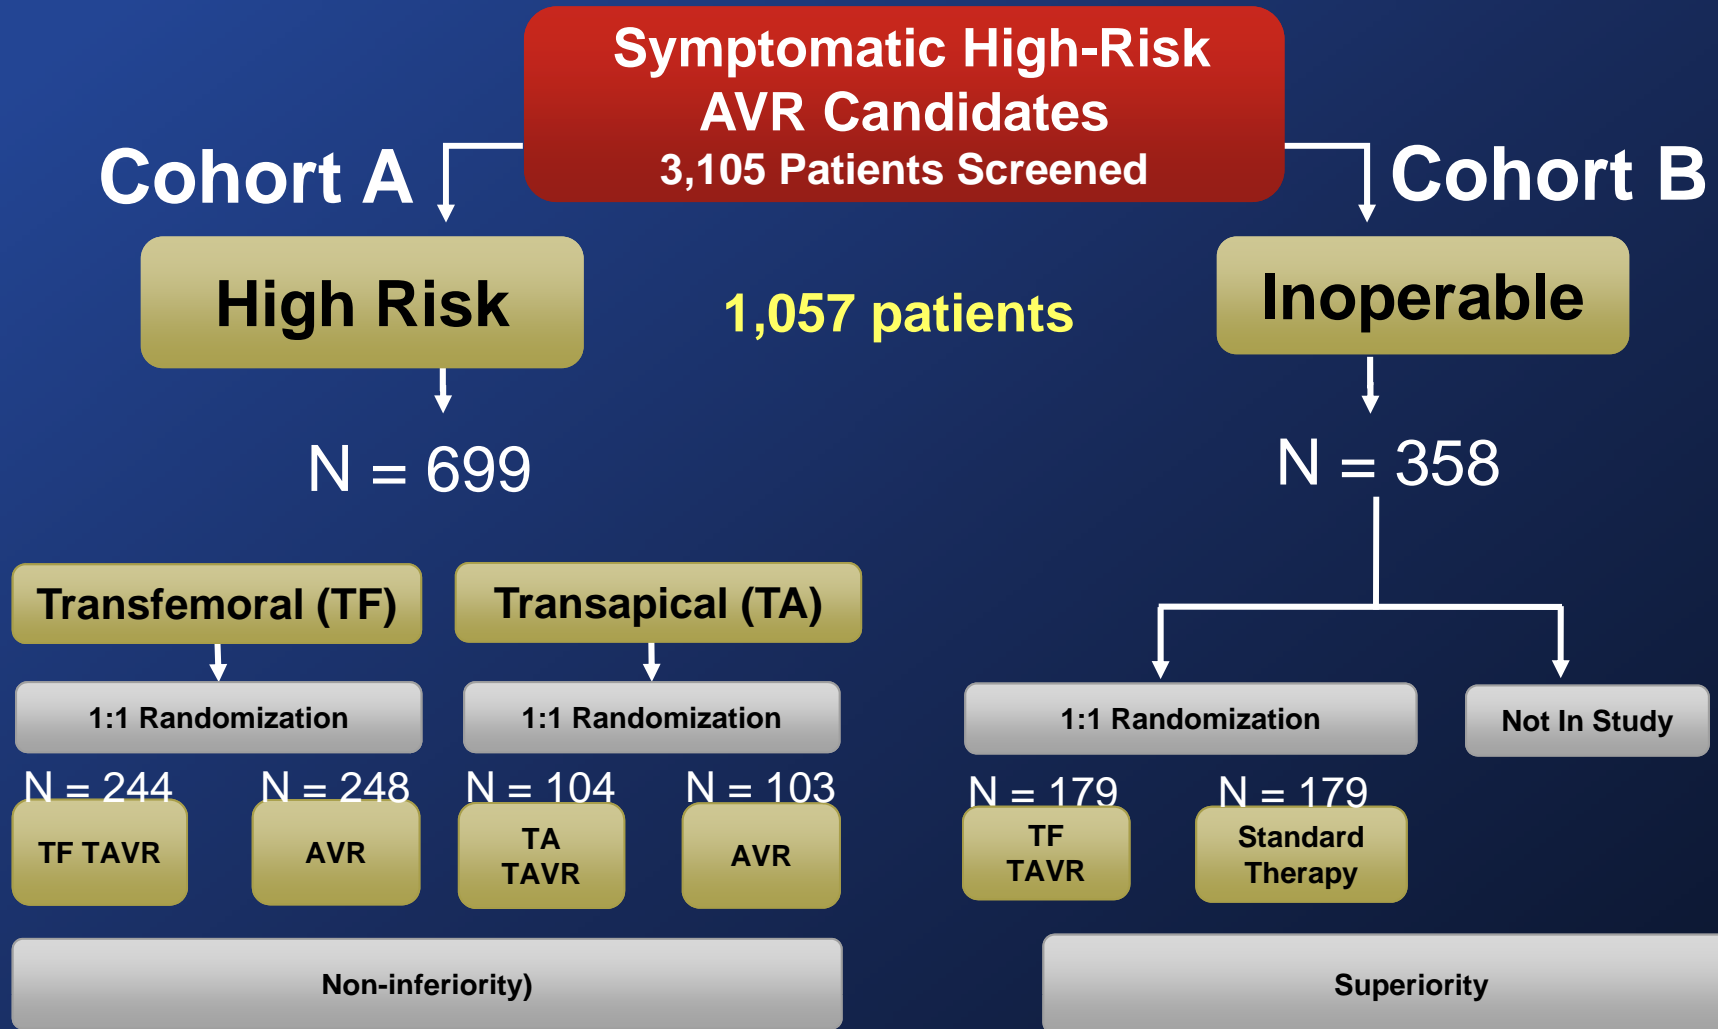 Symptomatic High-Risk
AVR Candidates
3,105 Patients Screened
Cohort A
Cohort B
High Risk
1,057 patients
Inoperable
N = 699
N = 358
Transfemoral (TF)
Transapical (TA)
1:1 Randomization
1:1 Randomization
1:1 Randomization
Not In Study
N = 244
N = 248
N = 104
N = 103
N = 179
N = 179
TF TAVR
AVR
TA
TAVR
AVR
TF
TAVR
Standard
Therapy
Non-inferiority)
Superiority